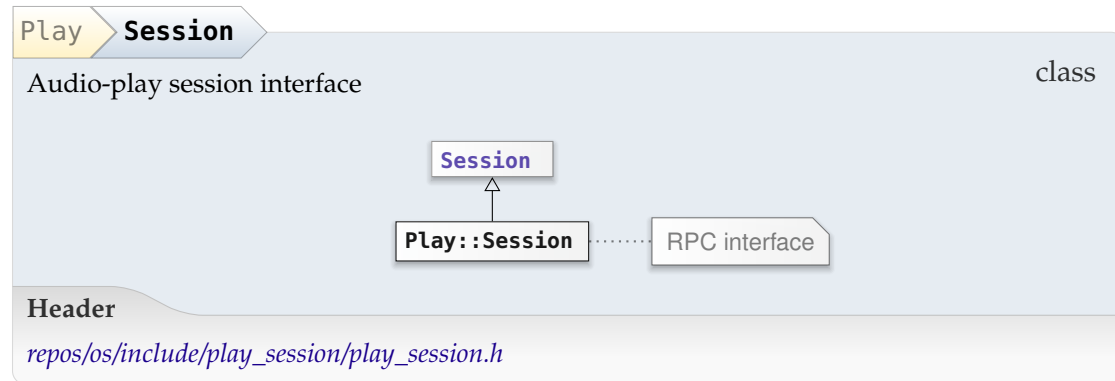 Play Session
class
Audio-play session interface
Session
Play::Session RPC interface
Header
repos/os/include/play_session/play_session.h